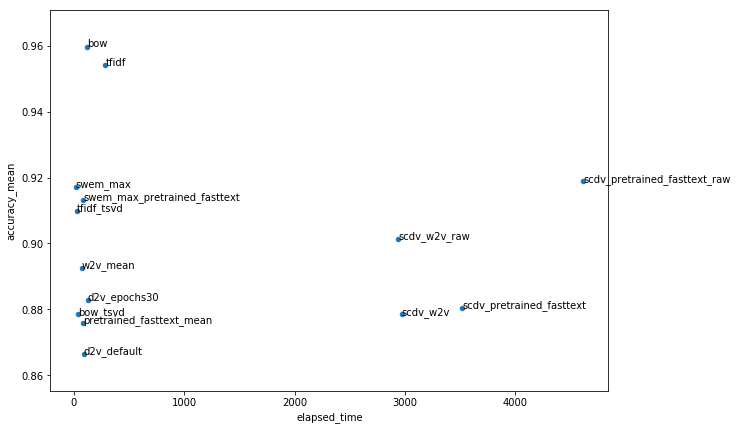 0.96
0.94
0.92
0.90
0.88
0.86
accuracy_mean
bow
tfidf
swem_max
swem_max_pretrained_fasttext
tfidf_tsvd
scdv_pretrained_fasttext_raw
scdv_w2v_raw
w2v_mean
d2v_epochs30
bow_tsvd
pretrained_fasttext_mean
scdv_w2v
scdv_pretrained_fasttext
d2v_default
0
1000
2000
3000
4000
elapsed_time